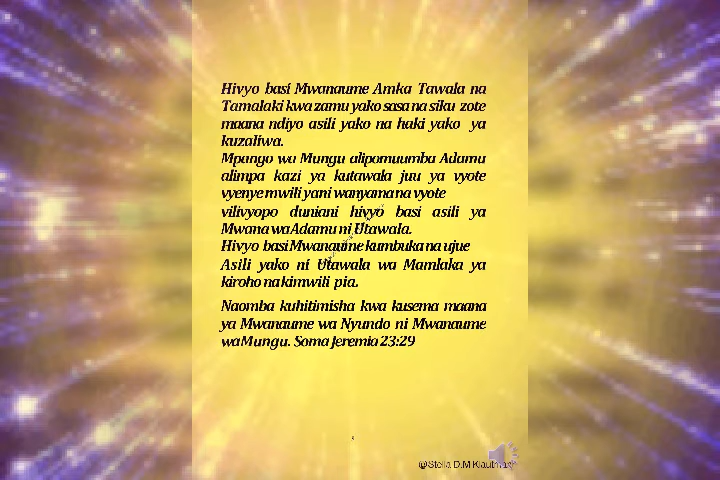 Hivyo basi Mwanaume Amka Tawala na
Tamalaki kwa zamu yako sasa na siku zote
maana ndiyo asili yako na haki yako ya
kuzaliwa.
Mpango wa Mungu alipomuumba Adamu
alimpa kazi ya kutawala juu ya vyote
vyenye mwili yani wanyama na vyote
vilivyopo duniani hivyo basi asili ya
Mwana wa Adamu ni Utawala.
Hivyo basi Mwanaume kumbuka na ujue
Asili yako ni Utawala wa Mamlaka ya
kiroho na kimwili pia.
Naomba kuhitimisha kwa kusema maana
ya Mwanaume wa Nyundo ni Mwanaume
wa Mungu. Soma Jeremia 23:29
@Stella D.M